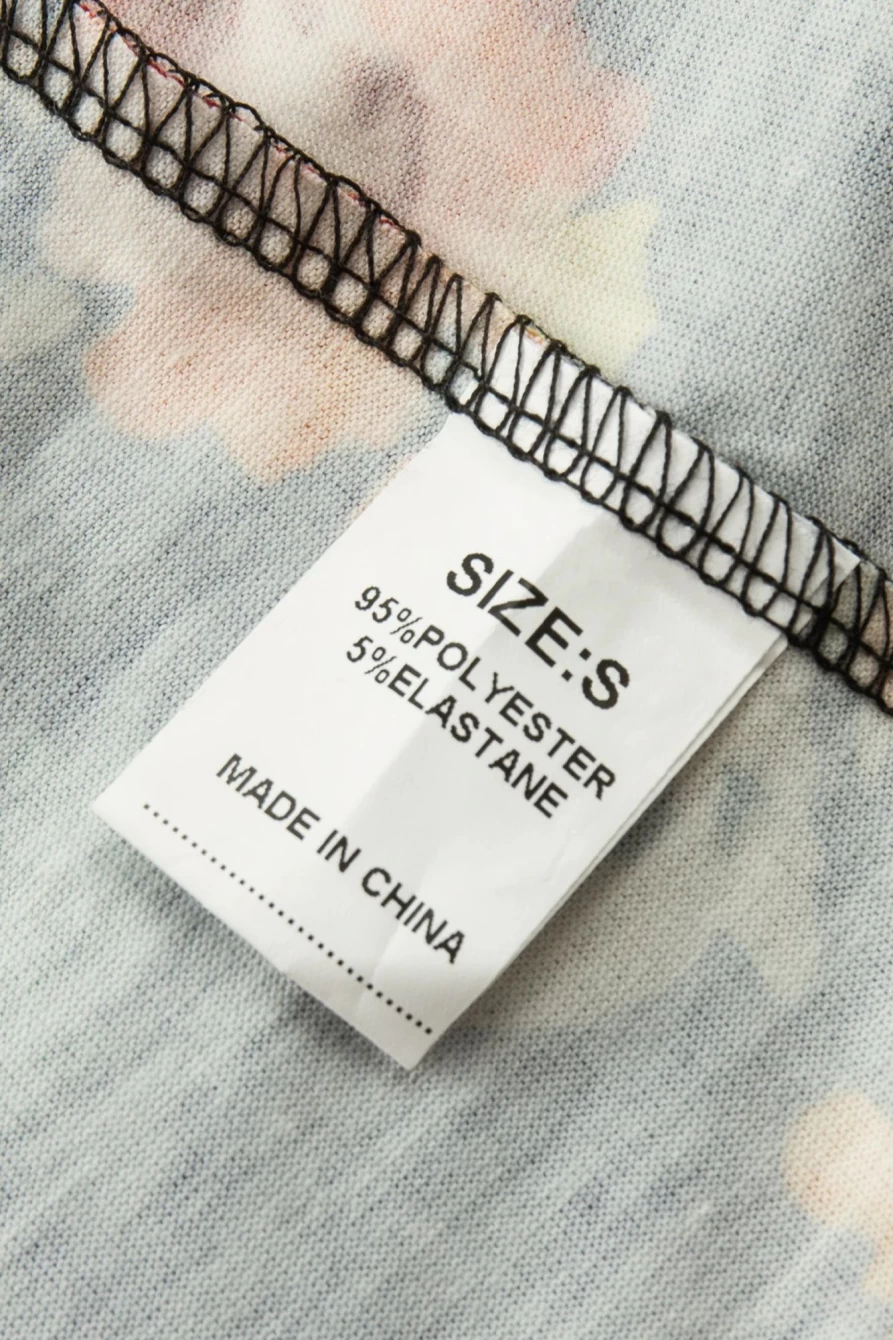 SIZE:S
95%POLYESTER
5%ELASTANE
MADE IN CHINA